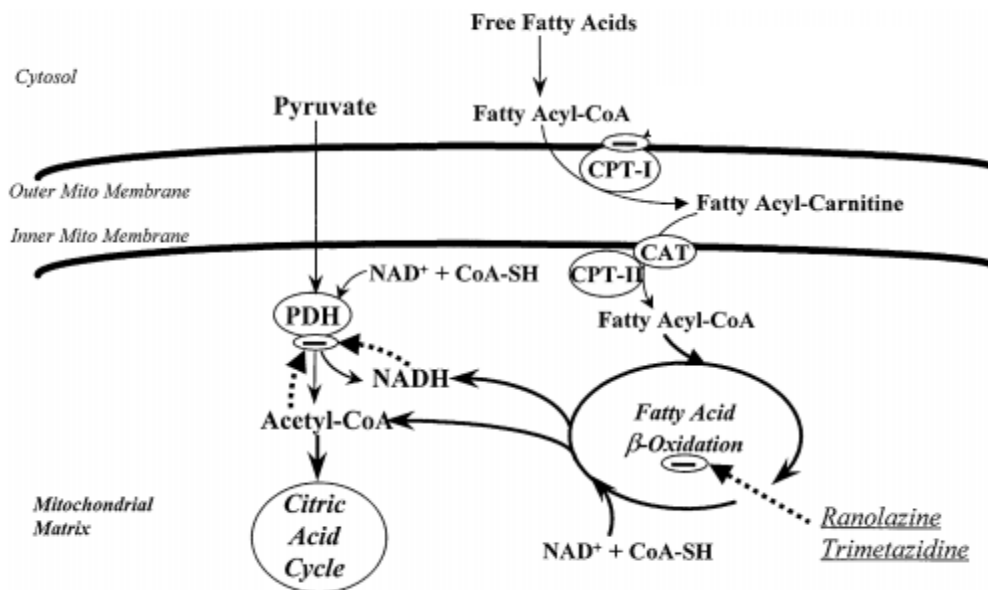 Free Fatty Acids
Cytosol
Pyruvate
Fatty Acyl-CoA
CPT-I
Outer Mito Membrane
Fatty Acyl-Carnitine
Inner Mito Membrane
CAT
CPT-II
NAD⁺ + CoA-SH
PDH
Fatty Acyl-CoA
NADH
Acetyl-CoA
Fatty Acid
β-Oxidation
Mitochondrial
Matrix
Citric
Acid
Cycle
NAD⁺ + CoA-SH
Ranolazine
Trimetazidine